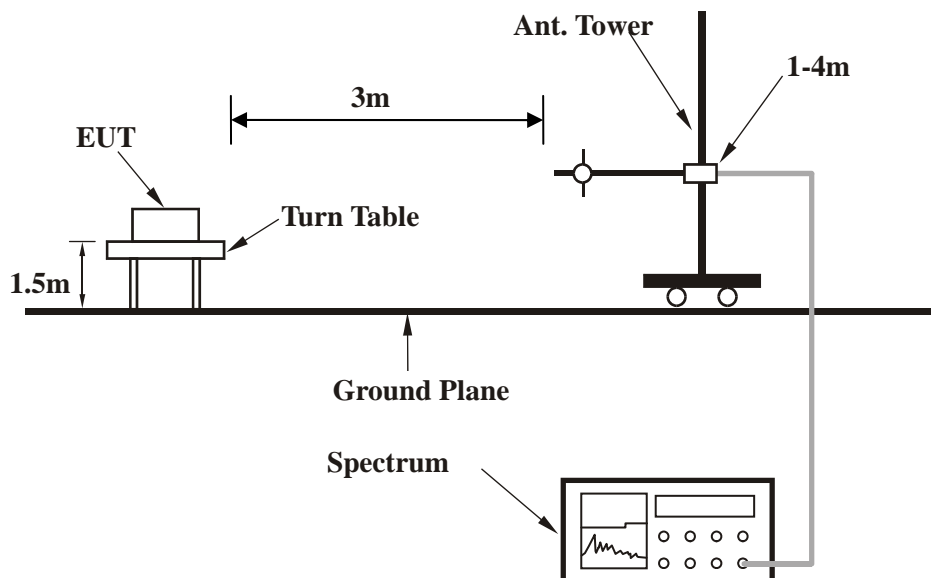 Ant. Tower
1-4m
3m
EUT
Turn Table
1.5m
Ground Plane
Spectrum